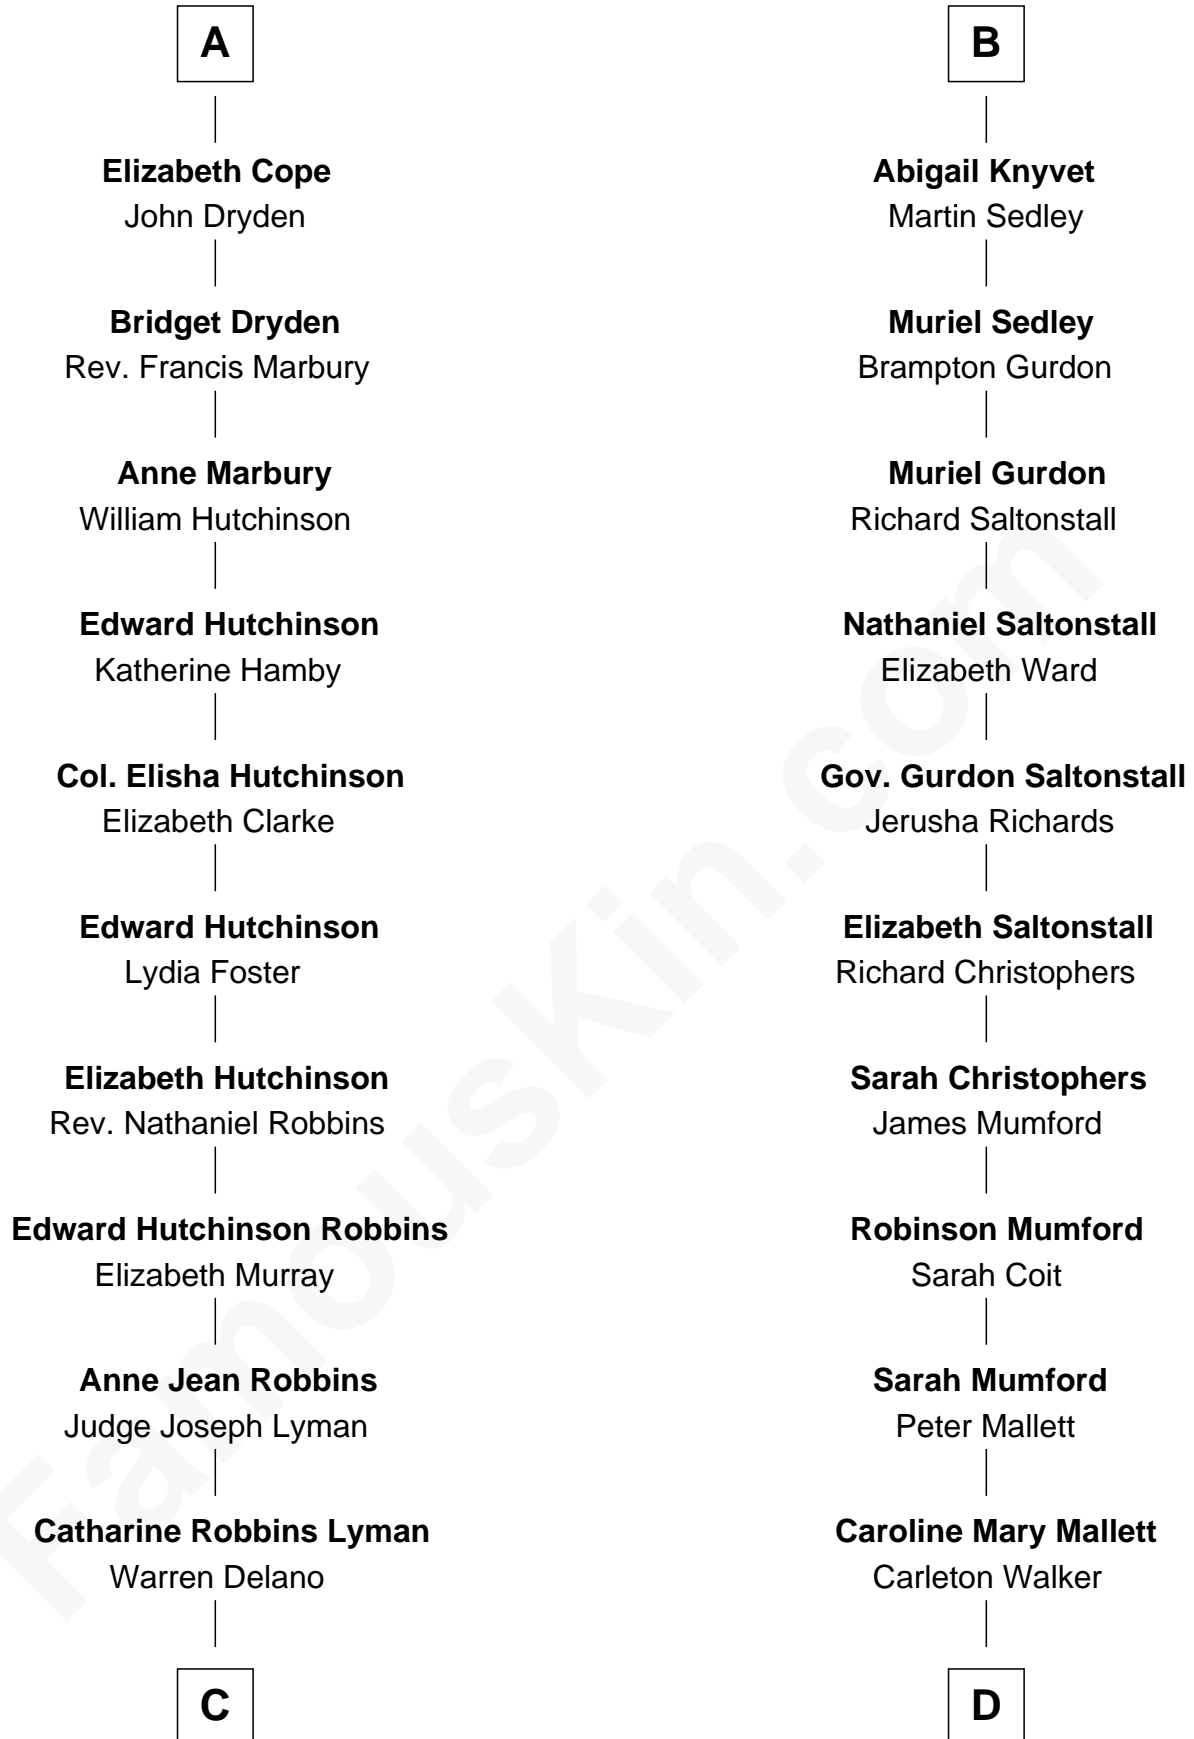 A
Elizabeth Cope
John Dryden
Bridget Dryden
Rev. Francis Marbury
Anne Marbury
William Hutchinson
Edward Hutchinson
Katherine Hamby
Col. Elisha Hutchinson
Elizabeth Clarke
Edward Hutchinson
Lydia Foster
Elizabeth Hutchinson
Rev. Nathaniel Robbins
Edward Hutchinson Robbins
Elizabeth Murray
Anne Jean Robbins
Judge Joseph Lyman
Catharine Robbins Lyman
Warren Delano
C
B
Abigail Knyvet
Martin Sedley
Muriel Sedley
Brampton Gurdon
Muriel Gurdon
Richard Saltonstall
Nathaniel Saltonstall
Elizabeth Ward
Gov. Gurdon Saltonstall
Jerusha Richards
Elizabeth Saltonstall
Richard Christophers
Sarah Christophers
James Mumford
Robinson Mumford
Sarah Coit
Sarah Mumford
Peter Mallett
Caroline Mary Mallett
Carleton Walker
D
FamousKin.com